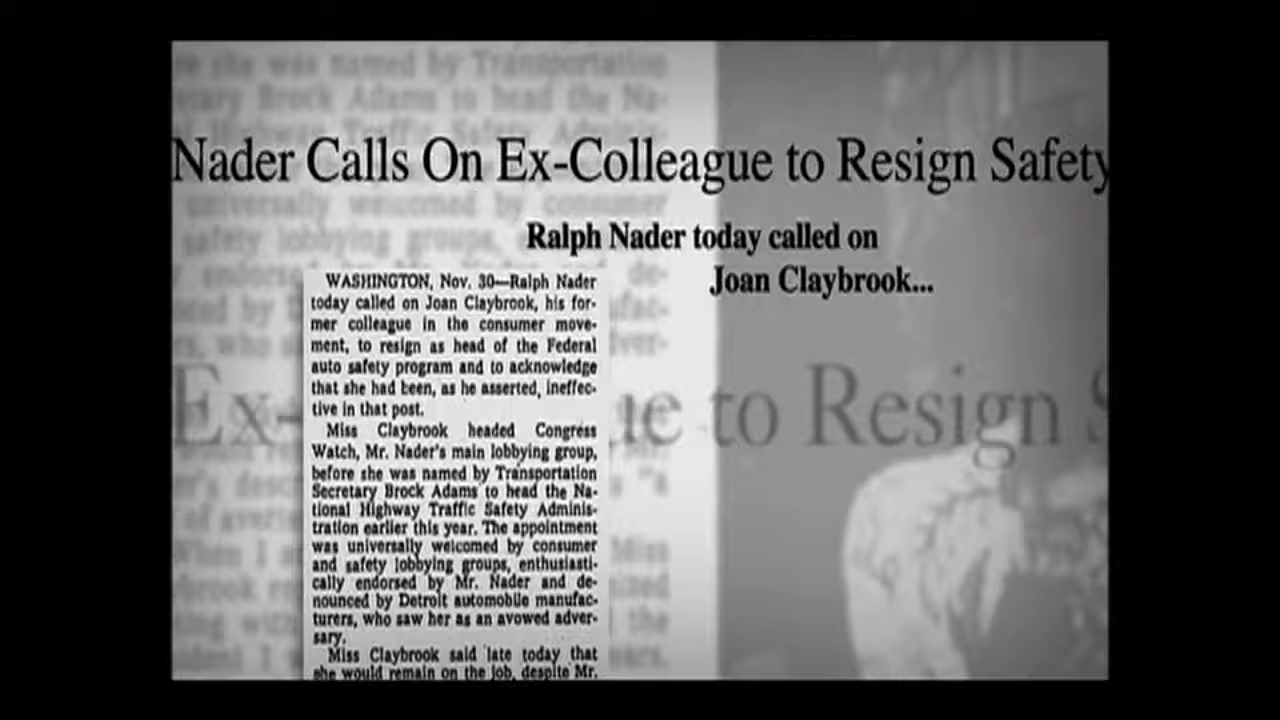 Nader Calls On Ex-Colleague to Resign Safety
Ralph Nader today called on
Joan Claybrook...
WASHINGTON, Nov. 30—Ralph Nader
today called on Joan Claybrook, his for-
mer colleague in the consumer move-
ment, to resign as head of the Federal
auto safety program and to acknowledge
that she had been, as he asserted, ineffec-
tive in that post.
Miss Claybrook headed Congress
Watch, Mr. Nader's main lobbying group,
before she was named by Transportation
Secretary Brock Adams to head the Na-
tional Highway Traffic Safety Adminis-
tration earlier this year. The appointment
was universally welcomed by consumer
and safety lobbying groups, enthusiasti-
cally endorsed by Mr. Nader and de-
nounced by Detroit automobile manufac-
turers, who saw her as an avowed adver-
sary.
Miss Claybrook said late today that
she would remain on the job, despite Mr.
Ex- ue to Resign S